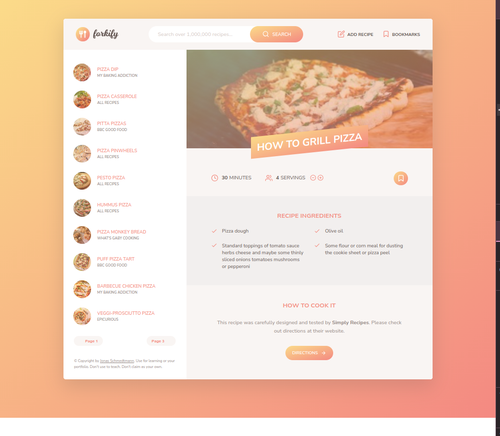 forkify
Search over 1,000,000 recipes...
SEARCH
ADD RECIPE
BOOKMARKS
PIZZA DIP
MY BAKING ADDICTION
PIZZA CASSEROLE
ALL RECIPES
PITTA PIZZAS
BBC GOOD FOOD
PIZZA PINWHEELS
ALL RECIPES
PESTO PIZZA
ALL RECIPES
HUMMUS PIZZA
ALL RECIPES
PIZZA MONKEY BREAD
WHAT'S GABY COOKING
PUFF PIZZA TART
BBC GOOD FOOD
BARBECUE CHICKEN PIZZA
MY BAKING ADDICTION
VEGGI-PROSCIUTTO PIZZA
EPICURIOUS
Page 1
Page 3
© Copyright by Jonas Schmedtmann. Use for learning or your
portfolio. Don't use to teach. Don't claim as your own.
HOW TO GRILL PIZZA
30 MINUTES
4 SERVINGS
RECIPE INGREDIENTS
Pizza dough
Olive oil
Standard toppings of tomato sauce
herbs cheese and maybe some thinly
sliced onions tomatoes mushrooms
or pepperoni
Some flour or corn meal for dusting
the cookie sheet or pizza peel
HOW TO COOK IT
This recipe was carefully designed and tested by Simply Recipes. Please check
out directions at their website.
DIRECTIONS →